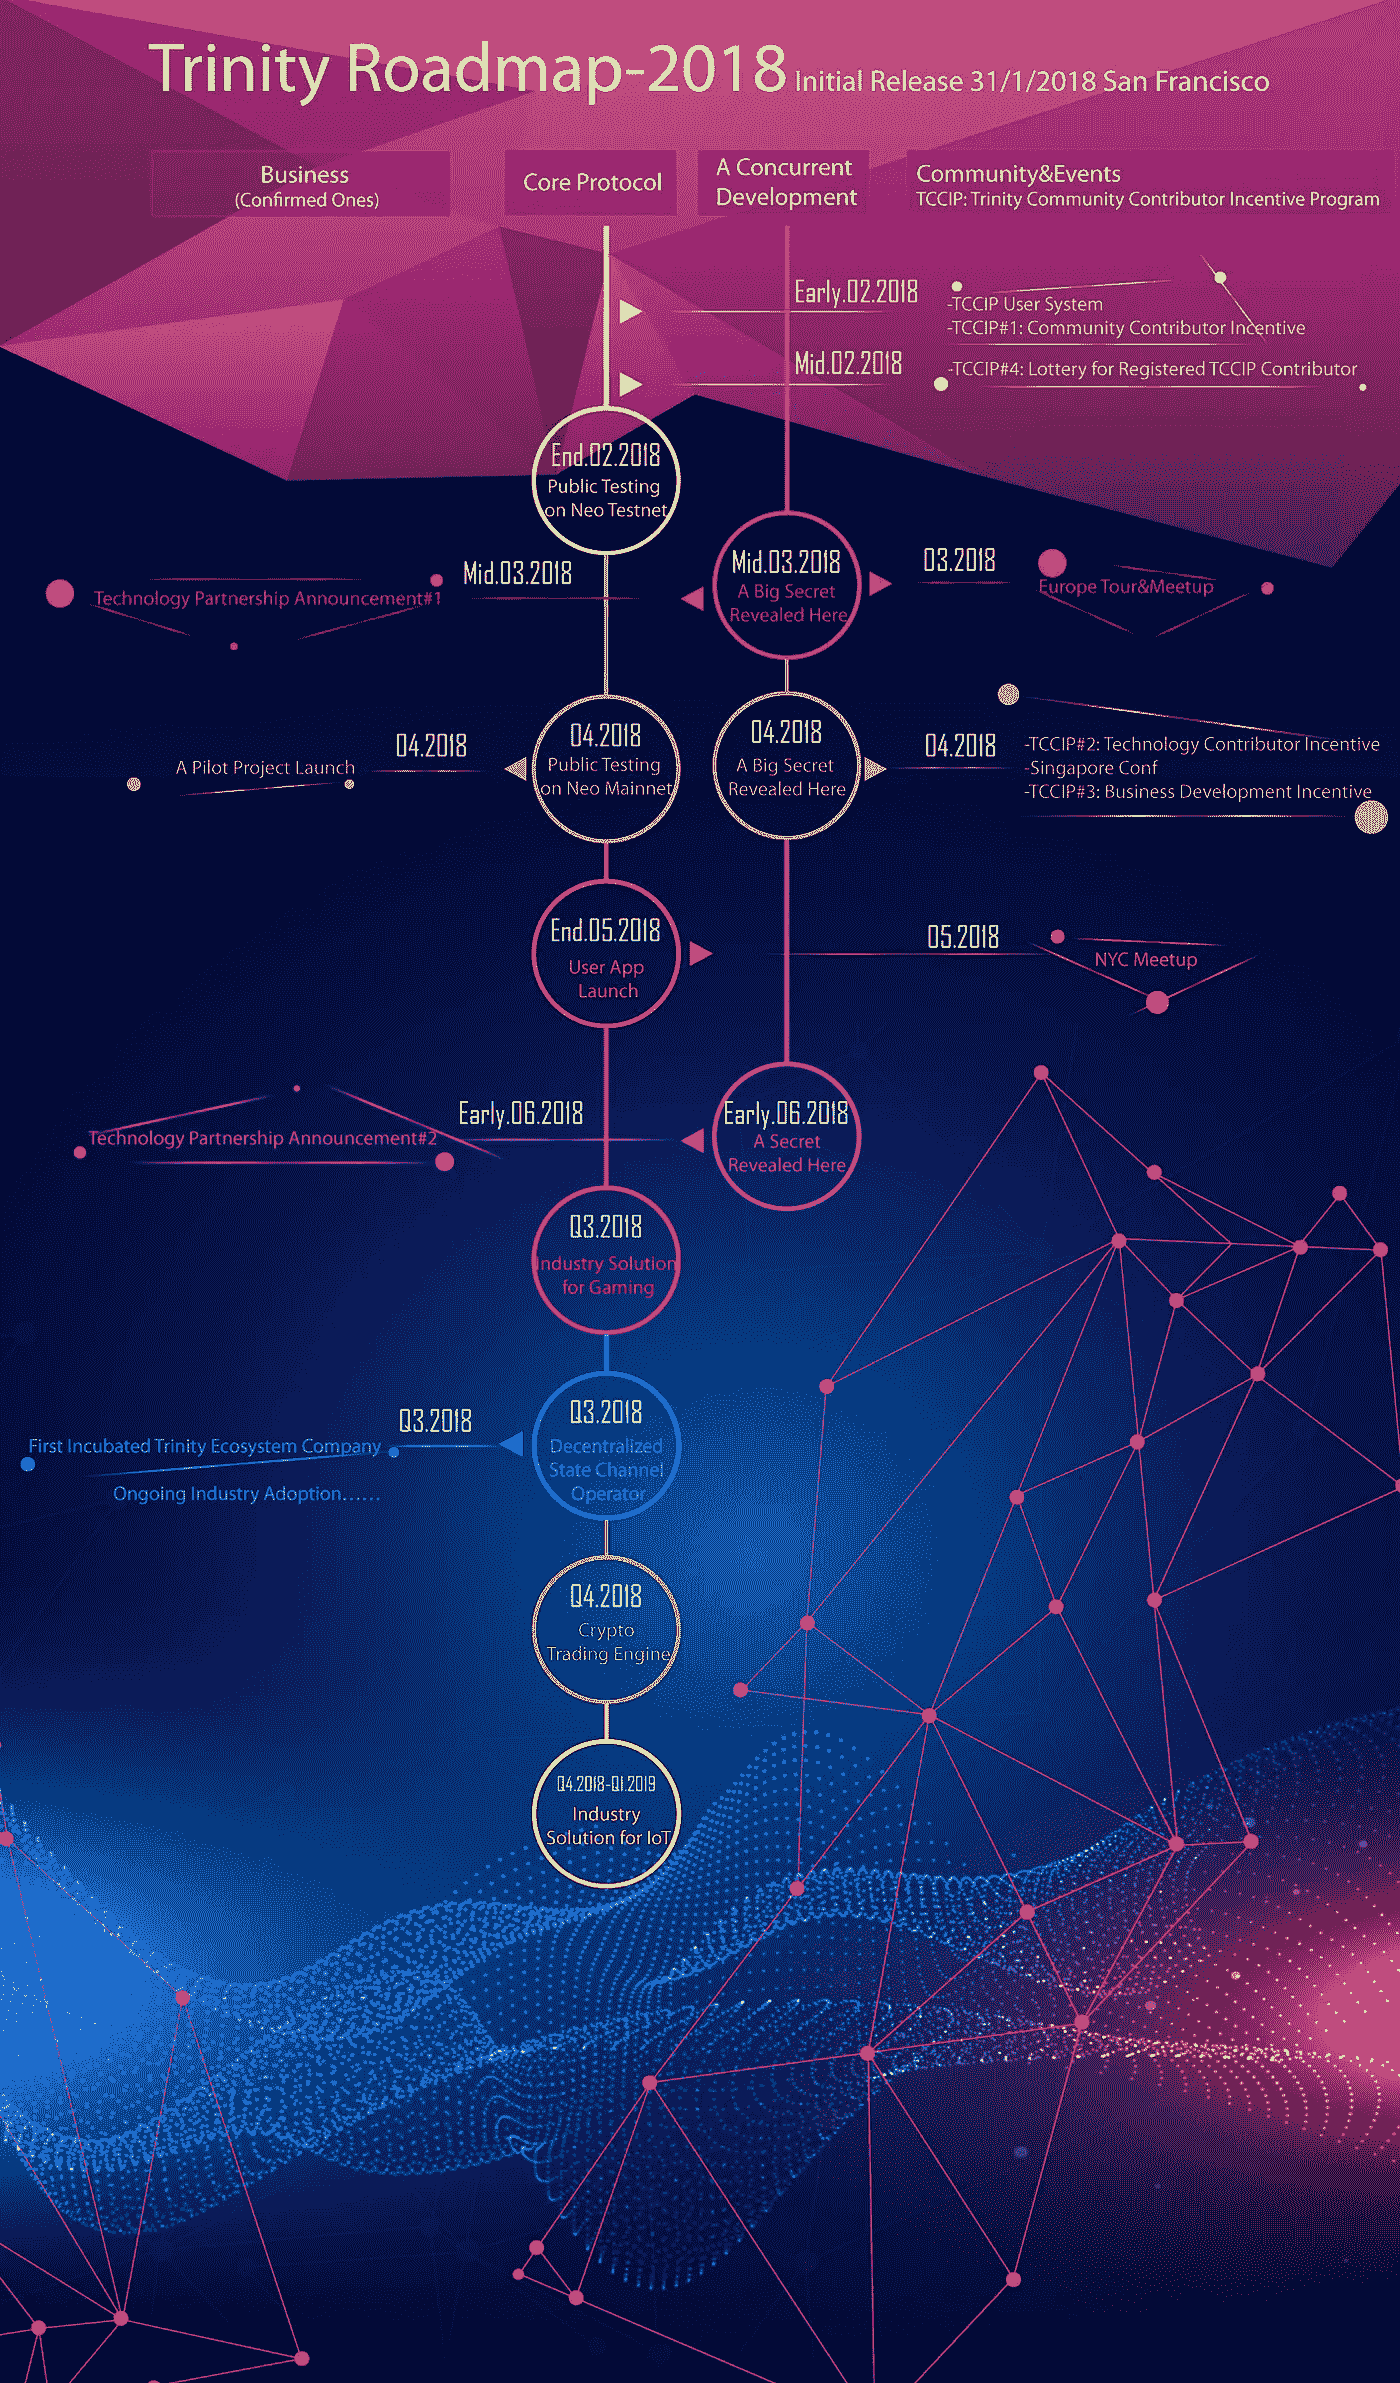 Trinity Roadmap-2018 Initial Release 31/1/2018 San Francisco
Business
(Confirmed Ones)
Core Protocol
A Concurrent
Development
Community&Events
TCCIP: Trinity Community Contributor Incentive Program
Early.02.2018
-TCCIP User System
-TCCIP#1: Community Contributor Incentive
Mid.02.2018
-TCCIP#4: Lottery for Registered TCCIP Contributor
End.02.2018
Public Testing
on Neo Testnet
Technology Partnership Announcement#1
Mid.03.2018
Mid.03.2018
A Big Secret
Revealed Here
03.2018
Europe Tour&Meetup
A Pilot Project Launch
04.2018
04.2018
Public Testing
on Neo Mainnet
04.2018
A Big Secret
Revealed Here
04.2018
-TCCIP#2: Technology Contributor Incentive
-Singapore Conf
-TCCIP#3: Business Development Incentive
End.05.2018
User App
Launch
05.2018
NYC Meetup
Technology Partnership Announcement#2
Early.06.2018
Early.06.2018
A Secret
Revealed Here
Q3.2018
Industry Solution
for Gaming
First Incubated Trinity Ecosystem Company
Ongoing Industry Adoption......
Q3.2018
Q3.2018
Decentralized
State Channel
Operator
Q4.2018
Crypto
Trading Engine
Q4.2018-Q1.2019
Industry
Solution for IoT